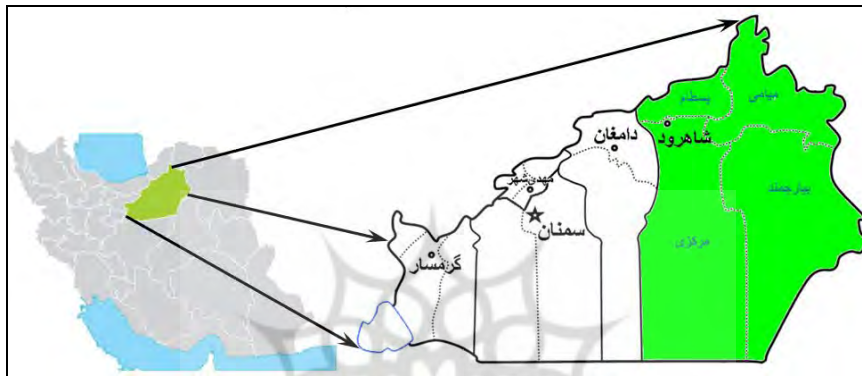 میامی
بسطام
شاهرود
دامغان
مهدی‌شهر
بیارجمند
سمنان
مرکزی
گرمسار